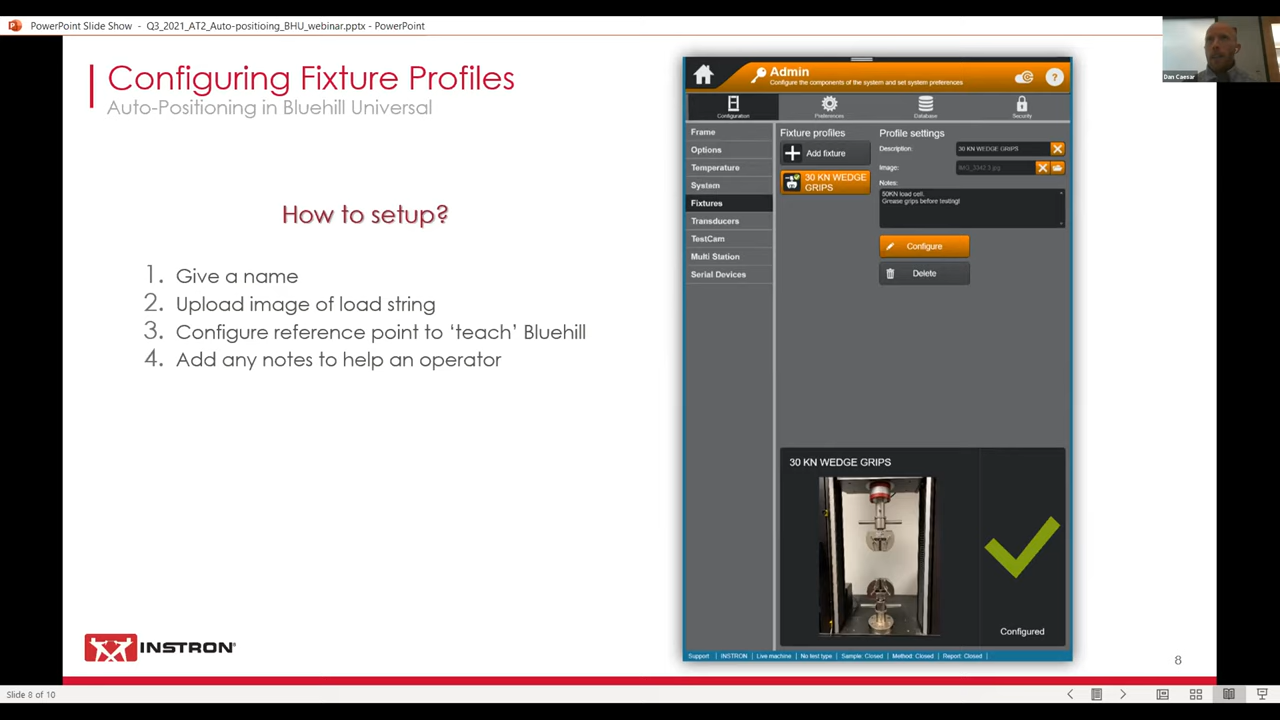 PowerPoint Slide Show - Q3_2021_AT2_Auto-positioing_BHU_webinar.pptx - PowerPoint
Dan Caesar
Configuring Fixture Profiles
Auto-Positioning in Bluehill Universal
How to setup?
1. Give a name
2. Upload image of load string
3. Configure reference point to ‘teach’ Bluehill
4. Add any notes to help an operator
Admin
Configure the components of the system and set system preferences
?
Configuration
Preferences
Database
Security
Frame
Options
Temperature
System
Fixtures
Transducers
TestCam
Multi Station
Serial Devices
Fixture profiles
Add fixture
30 KN WEDGE
GRIPS
Profile settings
Description: 30 KN WEDGE GRIPS
Image: IMG_3342 3.jpg
Notes:
50KN load cell.
Grease grips before testing!
Configure
Delete
30 KN WEDGE GRIPS
Configured
Support | INSTRON | Live machine | No test type | Sample: Closed | Method: Closed | Report: Closed |
INSTRON®
8
Slide 8 of 10